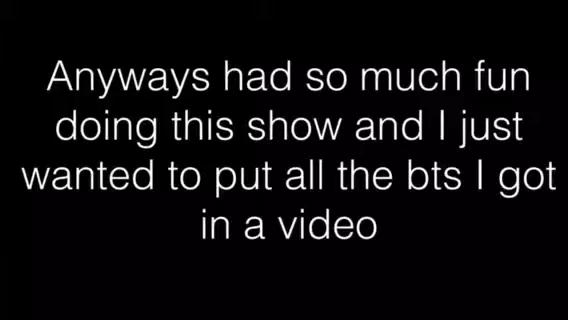 Anyways had so much fun
doing this show and I just
wanted to put all the bts I got
in a video